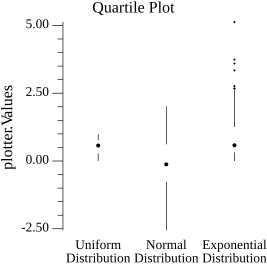 Quartile Plot
5.00
2.50
0.00
-2.50
plotter.Values
Uniform Normal Exponential
Distribution Distribution Distribution